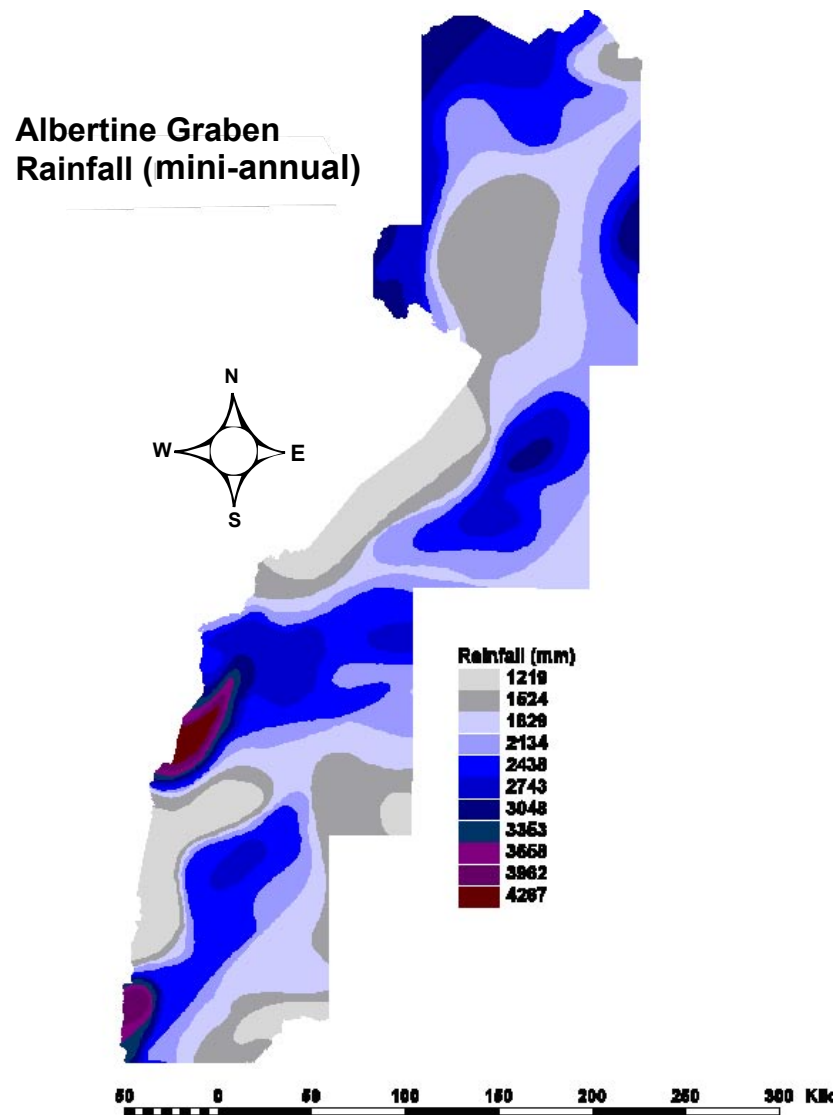 Albertine Graben
Rainfall (mini-annual)
N
W
E
S
Rainfall (mm)
1219
1524
1829
2134
2438
2743
3048
3353
3658
3962
4267
50 0 50 100 150 200 250 300 Kilo